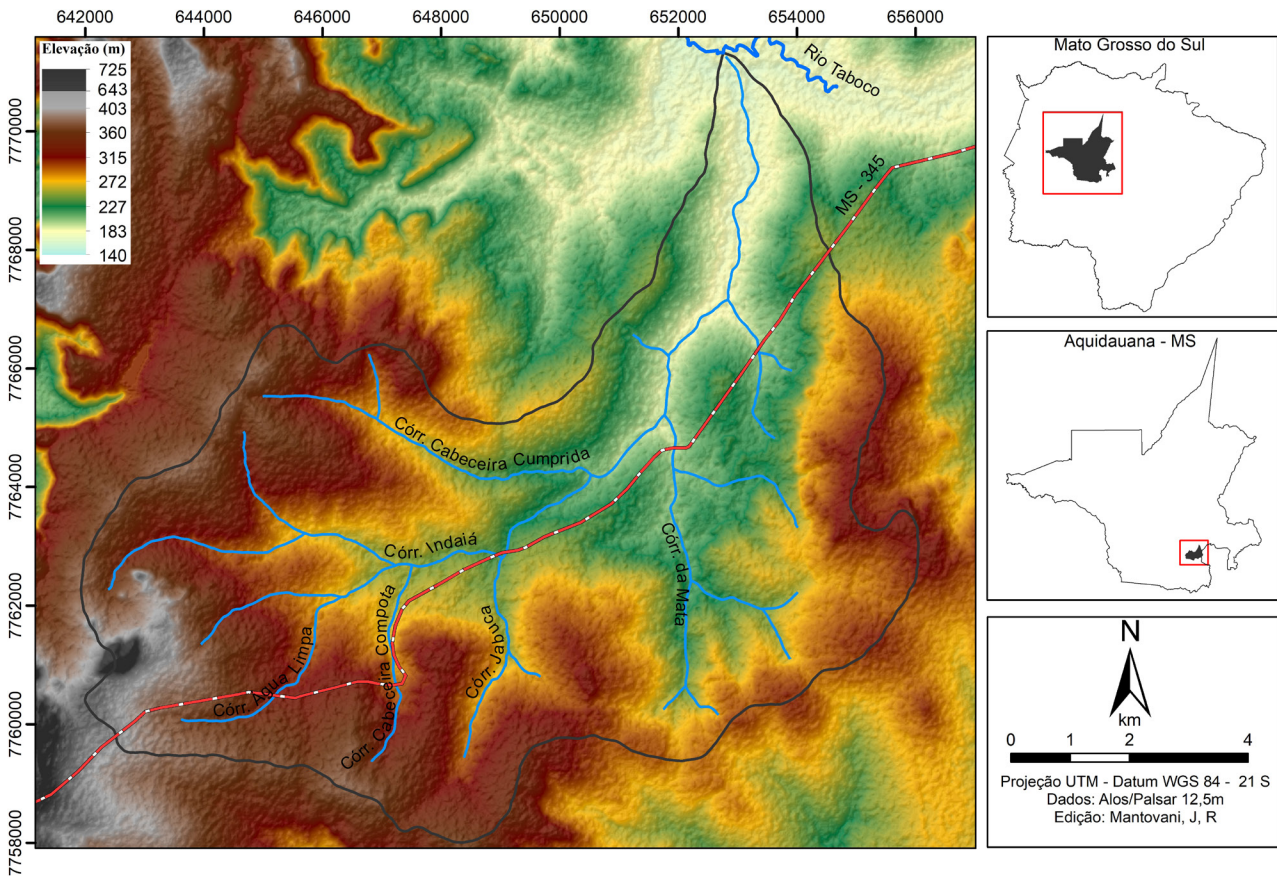 642000
644000
646000
648000
650000
652000
654000
656000
Elevação (m)
725
643
403
360
315
272
227
183
140
7770000
7768000
7766000
7764000
7762000
7760000
7758000
Rio Taboco
MS - 345
Córr. Cabeceira Cumprida
Córr. Indaiá
Córr. da Mata
Córr. Jabuca
Córr. Cabeceira Compota
Córr. Água Limpa
Mato Grosso do Sul
Aquidauana - MS
N
km
0
1
2
4
Projeção UTM - Datum WGS 84 - 21 S
Dados: Alos/Palsar 12,5m
Edição: Mantovani, J, R